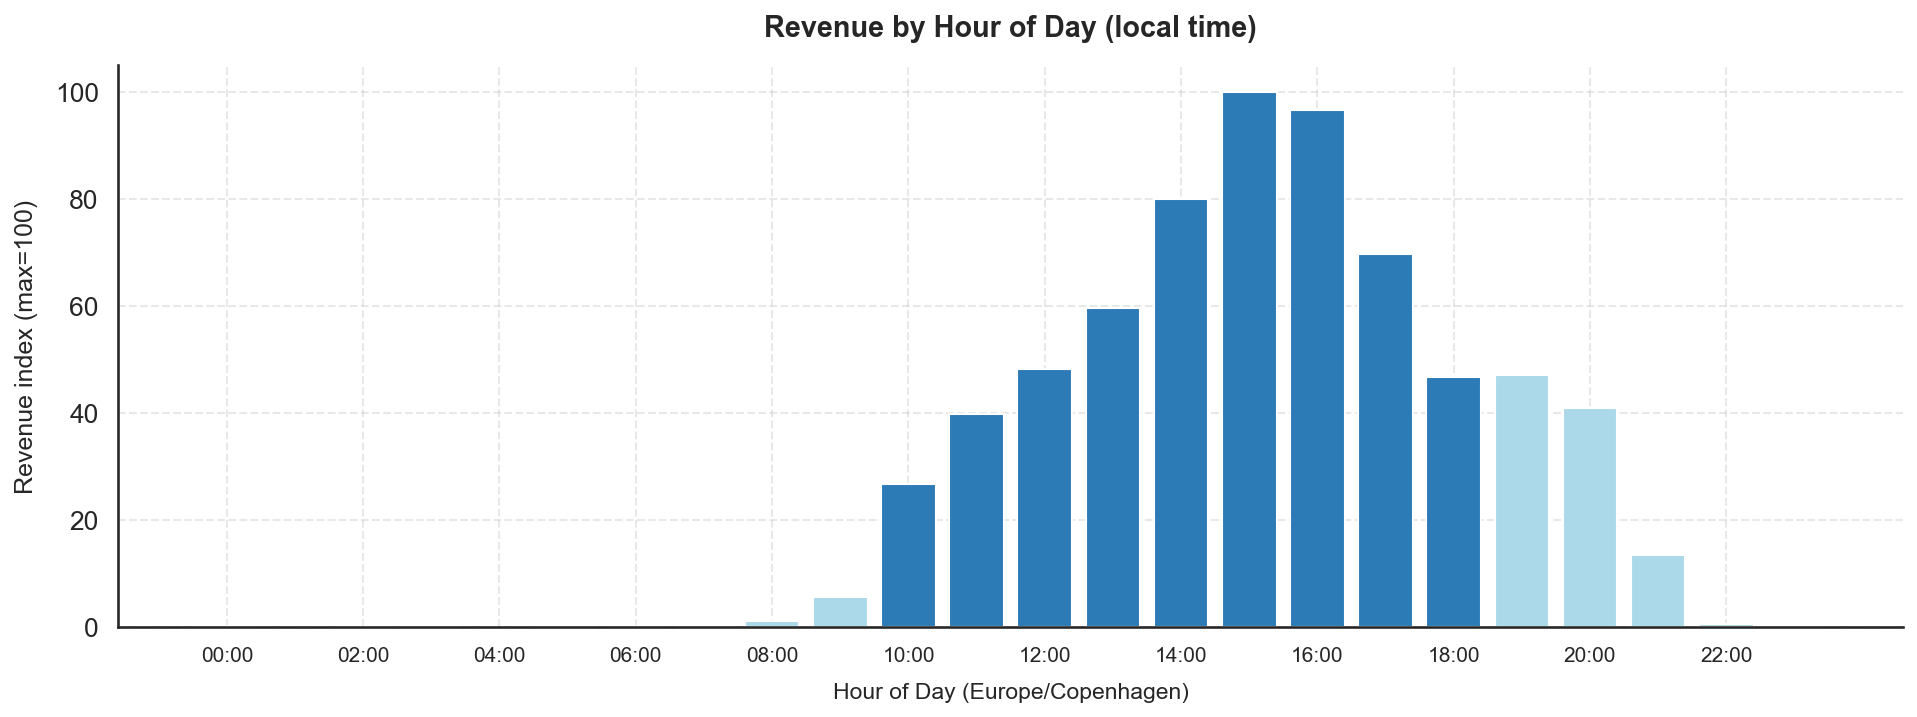 Revenue by Hour of Day (local time)
Revenue index (max=100)
100
80
60
40
20
0
00:00 02:00 04:00 06:00 08:00 10:00 12:00 14:00 16:00 18:00 20:00 22:00
Hour of Day (Europe/Copenhagen)